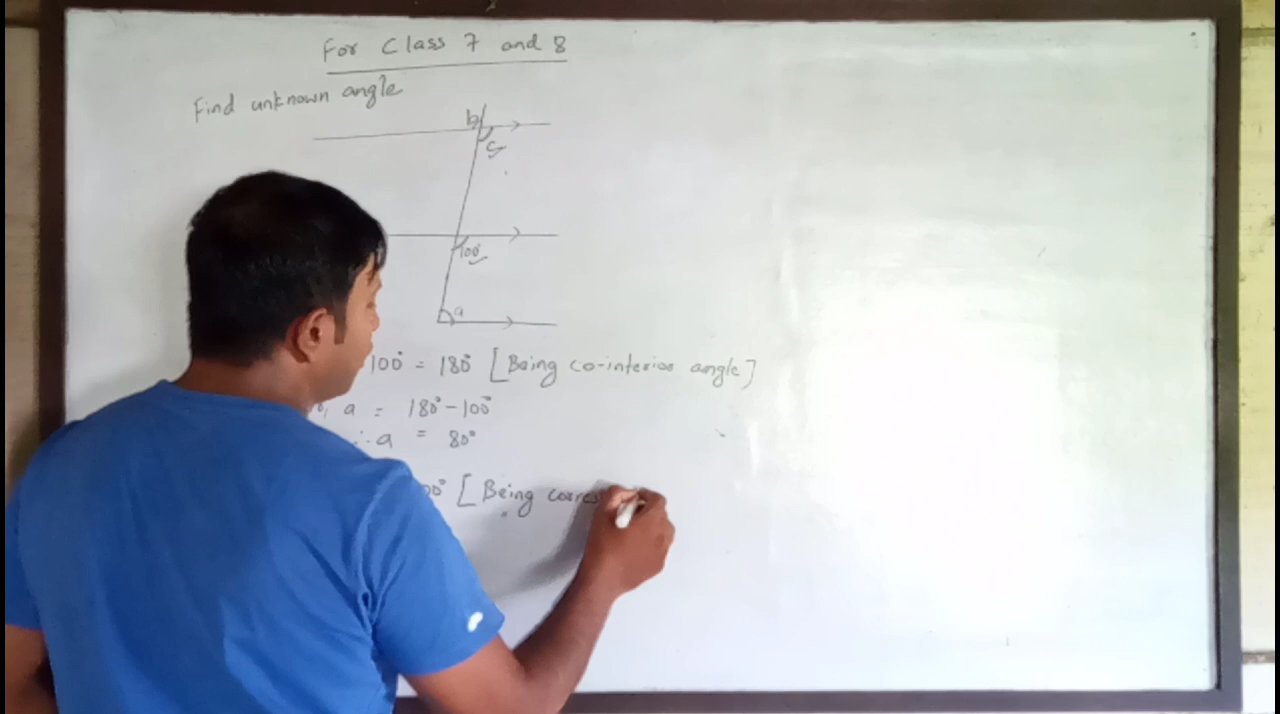 For Class 7 and 8
Find unknown angle
b
c
100°
a
100° = 180° [Being co-interior angle]
a = 180° - 100°
∴ a = 80°
[Being